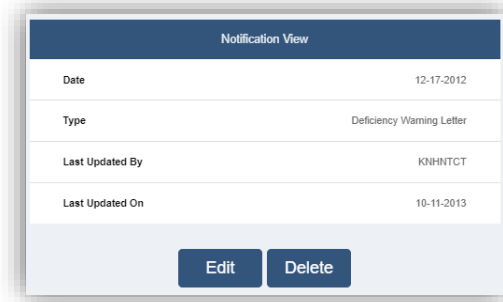 Notification View
Date 12-17-2012
Type Deficiency Warning Letter
Last Updated By KNHNTCT
Last Updated On 10-11-2013
Edit Delete